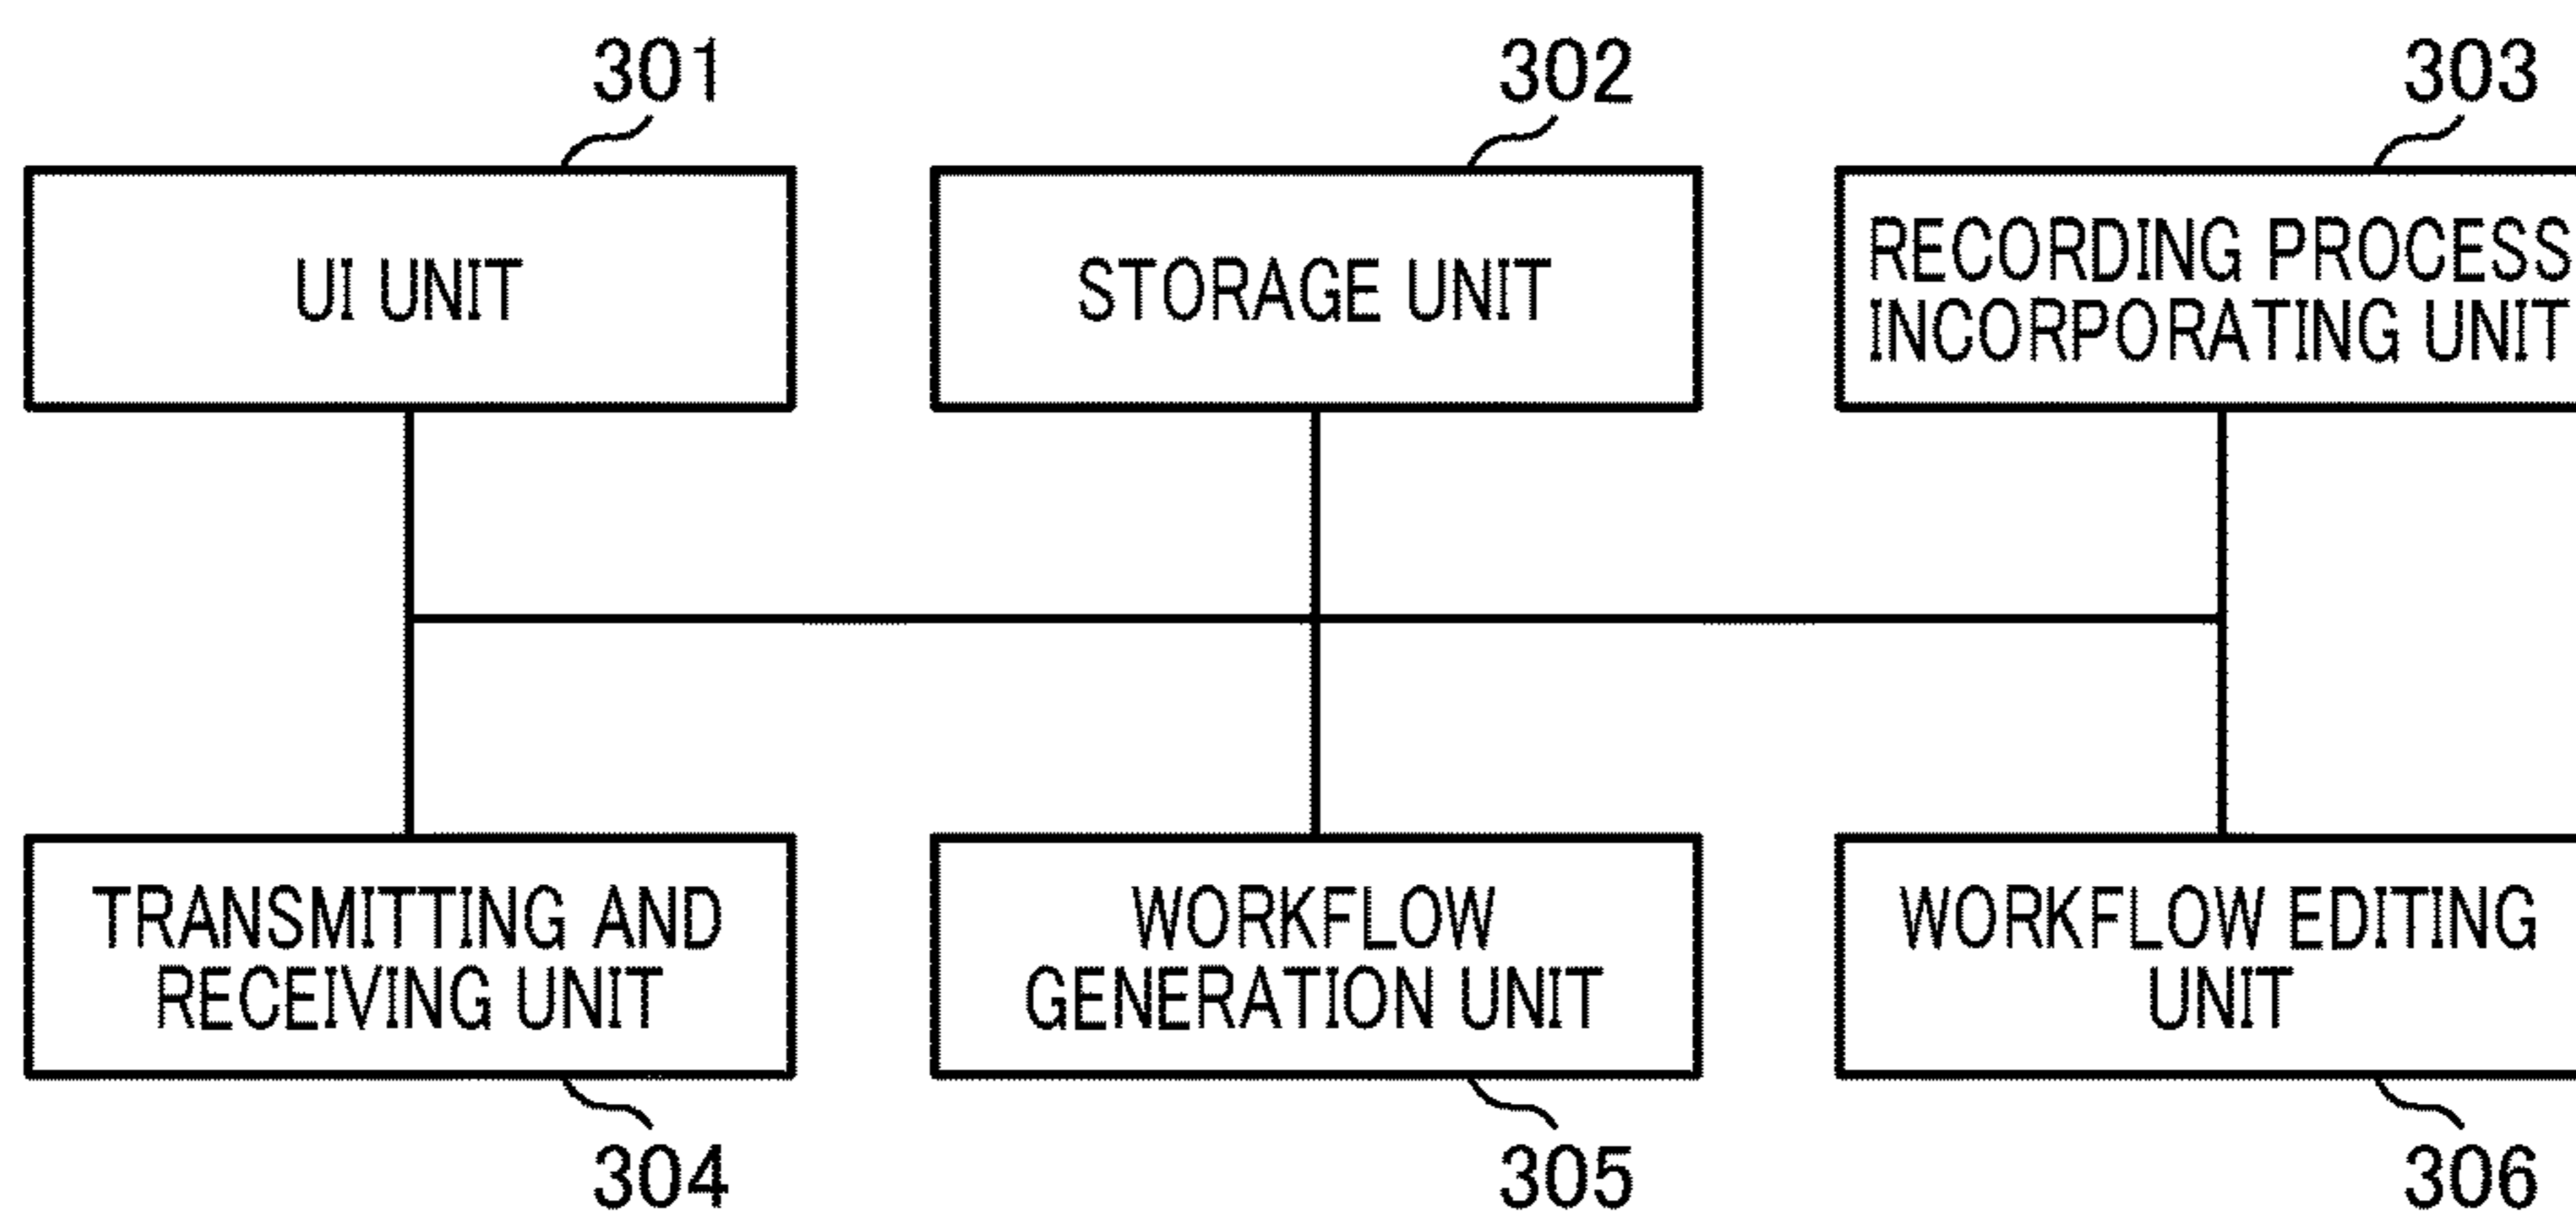 301
302
303
UI UNIT
STORAGE UNIT
RECORDING PROCESS
INCORPORATING UNIT
TRANSMITTING AND
RECEIVING UNIT
WORKFLOW
GENERATION UNIT
WORKFLOW EDITING
UNIT
304
305
306